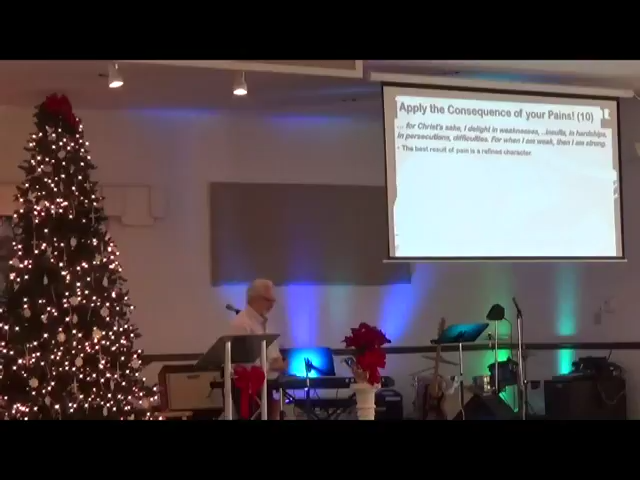 Apply the Consequence of your Pains! (10)
... for Christ's sake, I delight in weaknesses, ..insults, in hardships,
in persecutions, difficulties. For when I am weak, then I am strong.
• The best result of pain is a refined character